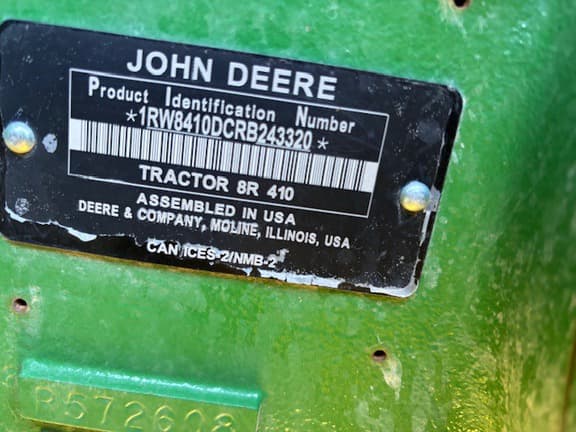 JOHN DEERE
Product Identification Number
*1RW8410DCRB243320*
TRACTOR 8R 410
ASSEMBLED IN USA
DEERE & COMPANY, MOLINE, ILLINOIS, USA
CAN ICES-2/NMB-2
R572608